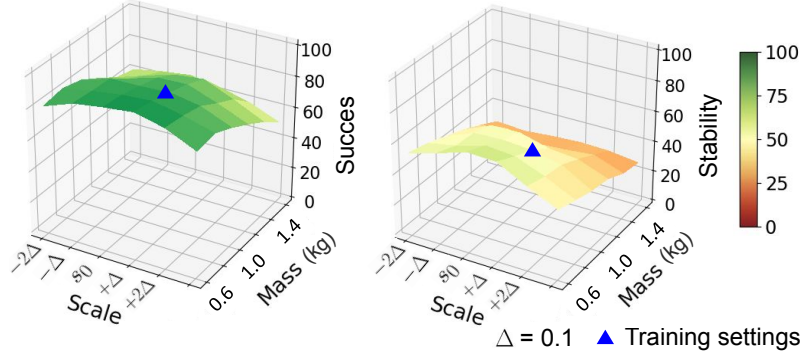 100
80
60
40
20
0
Succes
−2Δ
−Δ
s₀
+Δ
+2Δ
Scale
0.6
1.0
1.4
Mass (kg)
100
80
60
40
20
0
Stability
−2Δ
−Δ
s₀
+Δ
+2Δ
Scale
0.6
1.0
1.4
Mass (kg)
100
75
50
25
0
Δ = 0.1 ▲ Training settings